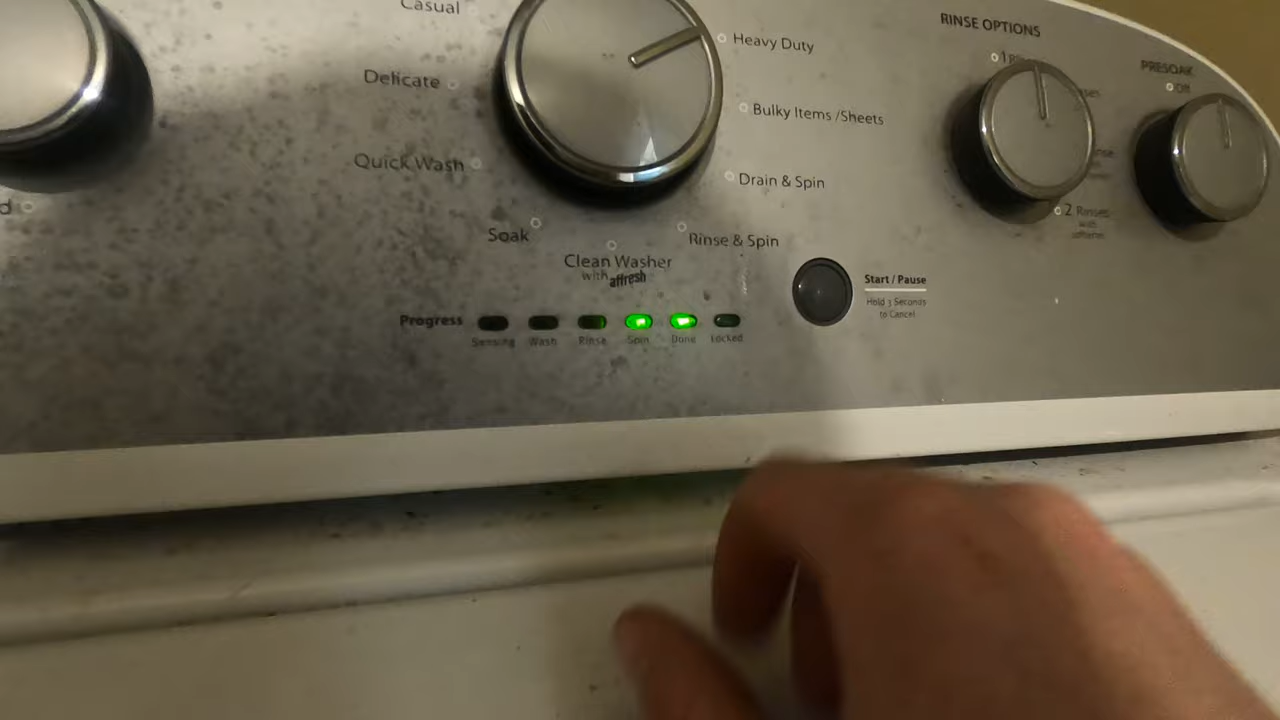 Casual
Heavy Duty
RINSE OPTIONS
PRESOAK
Off
Delicate
Bulky Items /Sheets
Quick Wash
Drain & Spin
Soak
Rinse & Spin
2 Rinses
with
Clean Washer
with affresh
Start / Pause
Hold 3 Seconds
to Cancel
Progress
Sensing Wash Rinse Spin Done Locked